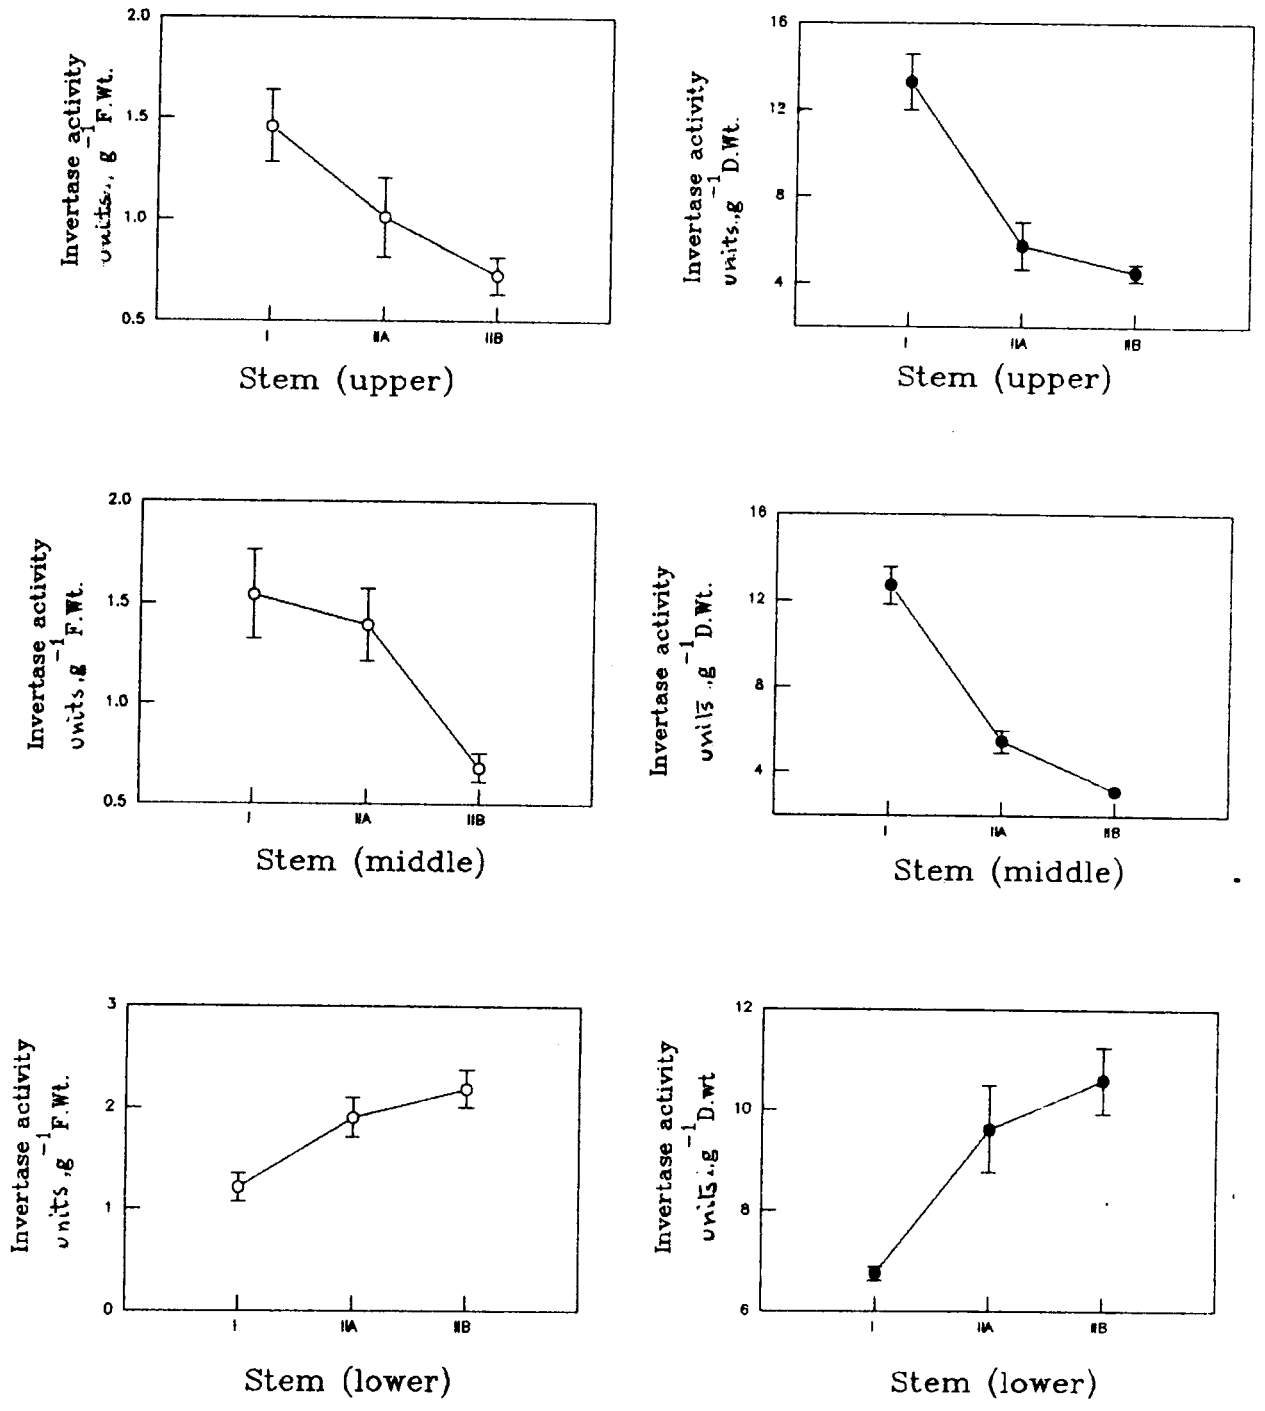 Invertase activity
units., g⁻¹ F.Wt.
2.0
1.5
1.0
0.5
I
IIA
IIB
Stem (upper)
Invertase activity
units.,g⁻¹ D.Wt.
16
12
8
4
I
IIA
IIB
Stem (upper)
Invertase activity
units.,g⁻¹ F.Wt.
2.0
1.5
1.0
0.5
I
IIA
IIB
Stem (middle)
Invertase activity
units.,g⁻¹ D.Wt.
16
12
8
4
I
IIA
IIB
Stem (middle)
Invertase activity
units,g⁻¹ F.Wt.
3
2
1
0
I
IIA
IIB
Stem (lower)
Invertase activity
units.,g⁻¹ D.wt
12
10
8
6
I
IIA
IIB
Stem (lower)